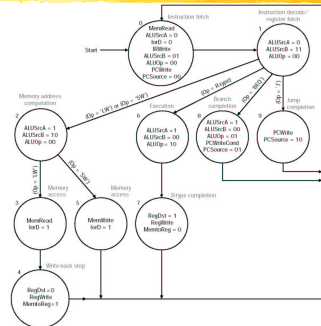 Instruction fetch
0
MemRead
ALUSrcA = 0
IorD = 0
IRWrite
ALUSrcB = 01
ALUOp = 00
PCWrite
PCSource = 00
Start
Instruction decode/
register fetch
1
ALUSrcA = 0
ALUSrcB = 11
ALUOp = 00
(Op = 'LW') or (Op = 'SW')
(Op = R-type)
(Op = 'BEQ')
(Op = 'J')
Memory address
computation
2
ALUSrcA = 1
ALUSrcB = 10
ALUOp = 00
Execution
6
ALUSrcA = 1
ALUSrcB = 00
ALUOp = 10
Branch
completion
8
ALUSrcA = 1
ALUSrcB = 00
ALUOp = 01
PCWriteCond
PCSource = 01
Jump
completion
9
PCWrite
PCSource = 10
(Op = 'LW')
(Op = 'SW')
Memory
access
3
MemRead
IorD = 1
Memory
access
5
MemWrite
IorD = 1
R-type completion
7
RegDst = 1
RegWrite
MemtoReg = 0
Write-back step
4
RegDst = 0
RegWrite
MemtoReg=1